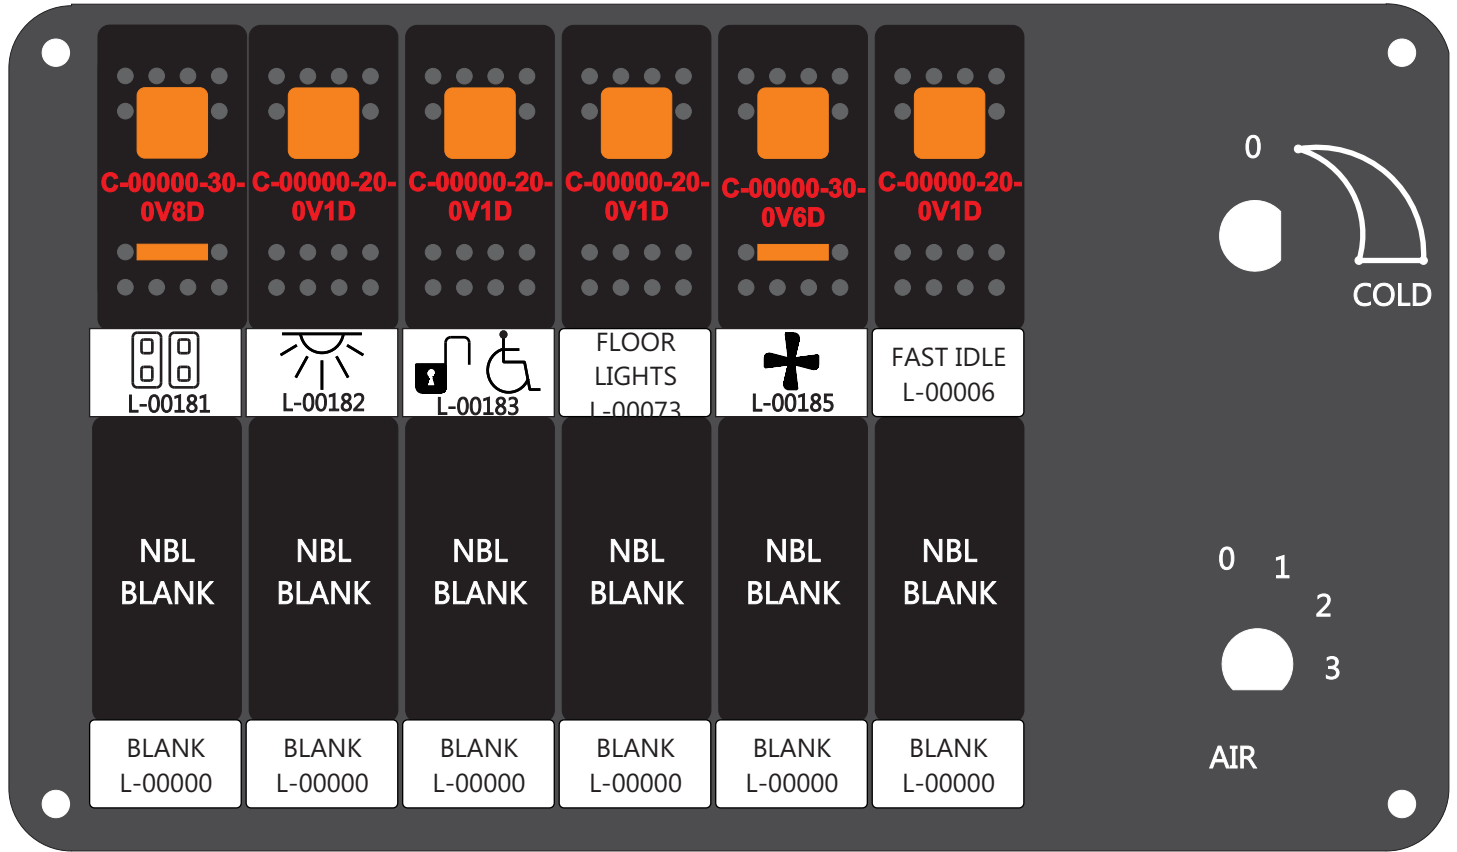 C-00000-30-
0V8D
C-00000-20-
0V1D
C-00000-20-
0V1D
C-00000-20-
0V1D
C-00000-30-
0V6D
C-00000-20-
0V1D
L-00181
L-00182
L-00183
FLOOR
LIGHTS
L-00073
L-00185
FAST IDLE
L-00006
NBL
BLANK
NBL
BLANK
NBL
BLANK
NBL
BLANK
NBL
BLANK
NBL
BLANK
BLANK
L-00000
BLANK
L-00000
BLANK
L-00000
BLANK
L-00000
BLANK
L-00000
BLANK
L-00000
0
COLD
0
1
2
3
AIR